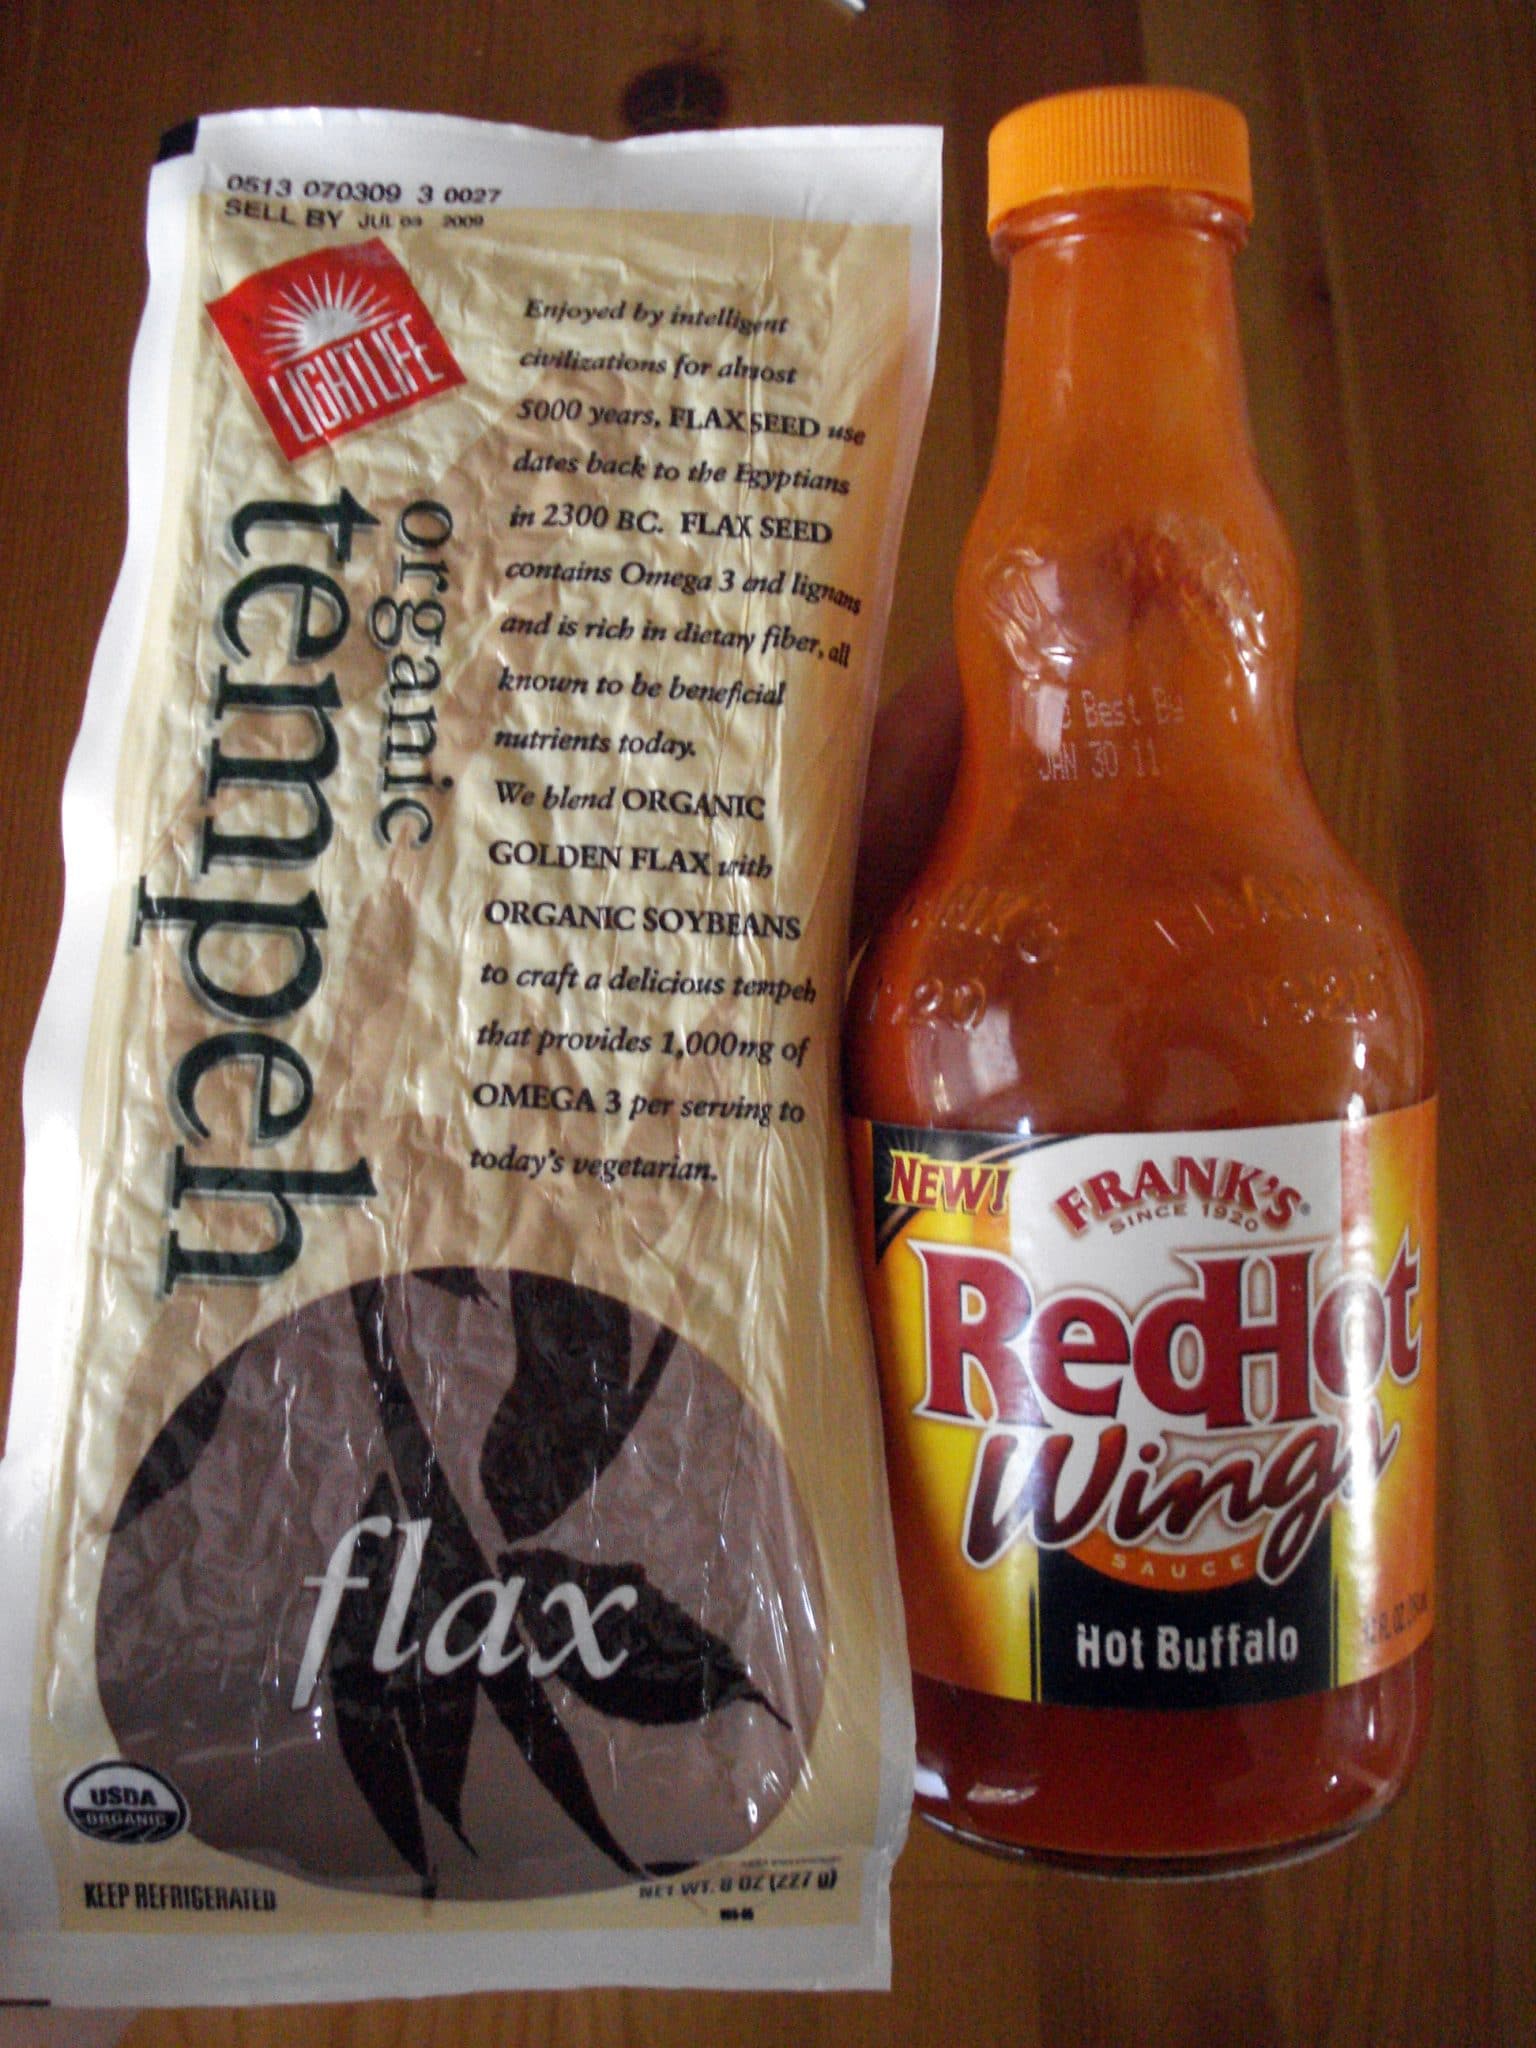 0513 070309 3 0027
SELL BY JUL 03 2009
LIGHTLIFE
organic
tempeh
Enjoyed by intelligent
civilizations for almost
5000 years, FLAX SEED use
dates back to the Egyptians
in 2300 BC. FLAX SEED
contains Omega 3 and lignans
and is rich in dietary fiber, all
known to be beneficial
nutrients today.
We blend ORGANIC
GOLDEN FLAX with
ORGANIC SOYBEANS
to craft a delicious tempeh
that provides 1,000mg of
OMEGA 3 per serving to
today's vegetarian.
flax
USDA
ORGANIC
KEEP REFRIGERATED
NET WT. 8 OZ (227 g)
Best By
JAN 30 11
NEW!
FRANK'S®
SINCE 1920
RedHot
Wings
SAUCE
Hot Buffalo